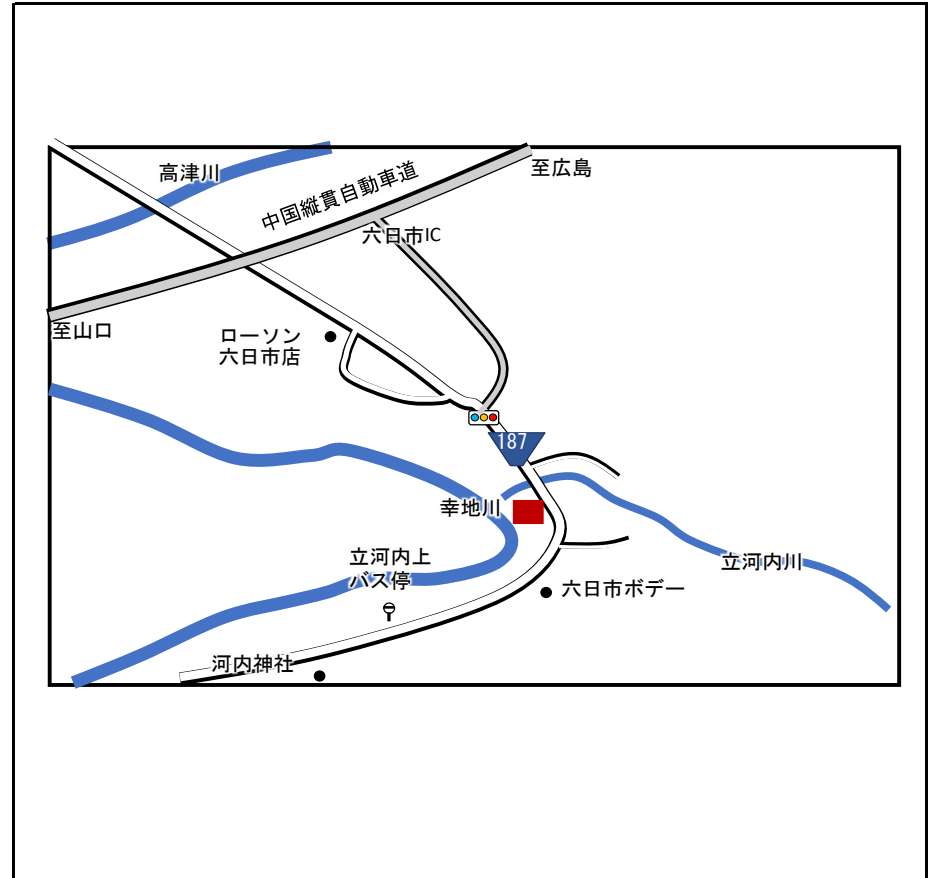 高津川
中国縦貫自動車道
至広島
六日市IC
至山口
ローソン
六日市店
187
幸地川
立河内上
バス停
立河内川
六日市ボデー
河内神社